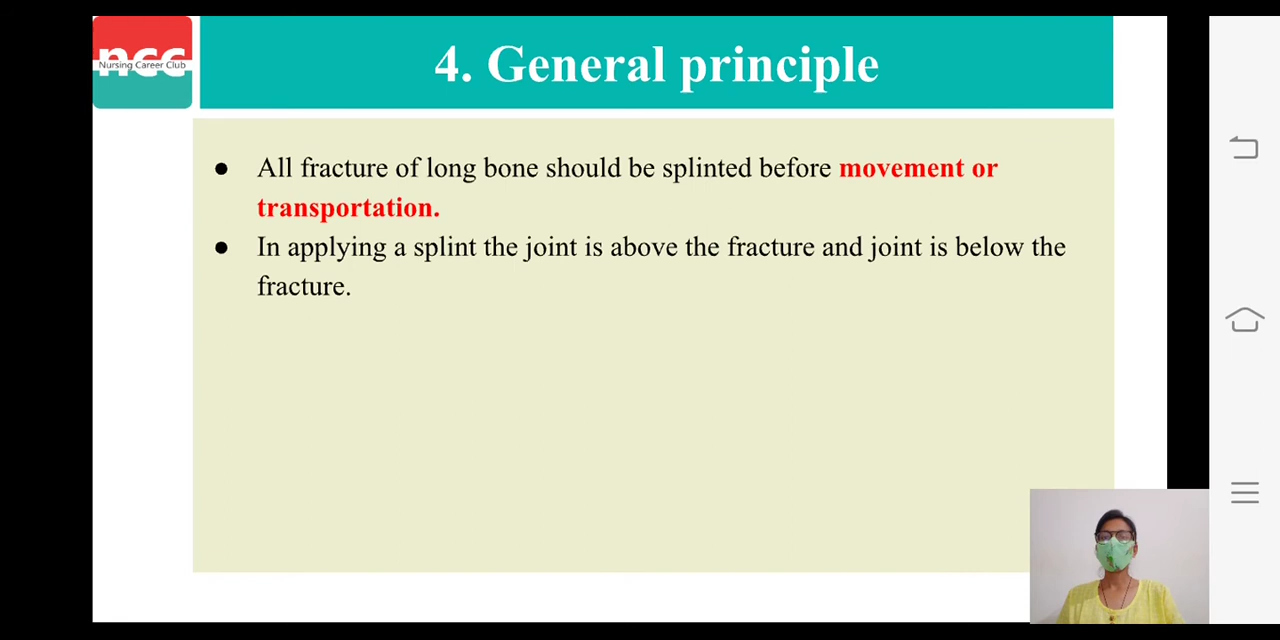 ncc
Nursing Career Club
4. General principle
● All fracture of long bone should be splinted before movement or
transportation.
● In applying a splint the joint is above the fracture and joint is below the
fracture.